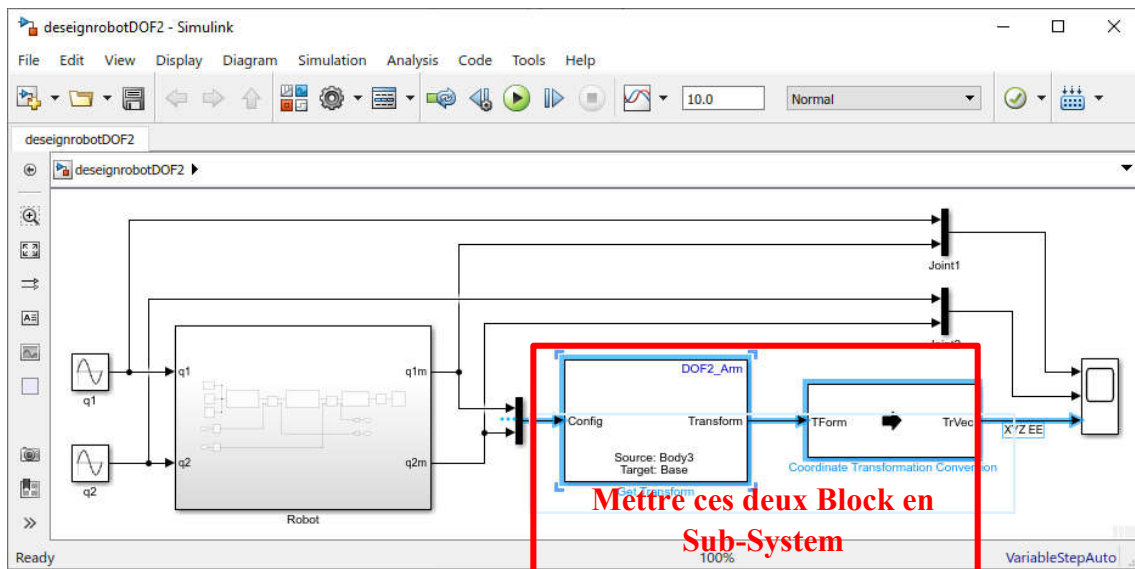 deseignrobotDOF2 - Simulink
File Edit View Display Diagram Simulation Analysis Code Tools Help
10.0 Normal
deseignrobotDOF2
deseignrobotDOF2
Joint1
DOF2_Arm
q1 q1m
Config Transform
TForm TrVec
XYZ EE
q1
q2 q2m
Source: Body3
Target: Base
Coordinate Transformation Conversion
Get Transform
q2
Robot
Mettre ces deux Block en
Sub-System
Ready 100% VariableStepAuto